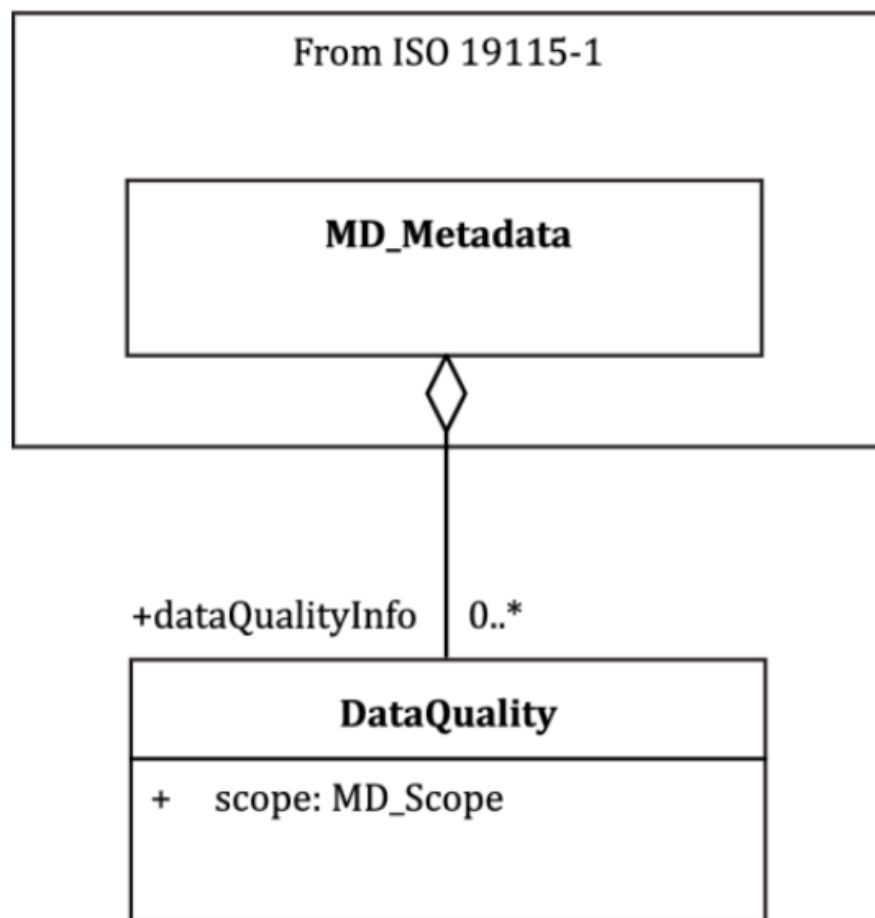 From ISO 19115-1
MD_Metadata
+dataQualityInfo 0..*
DataQuality
+ scope: MD_Scope